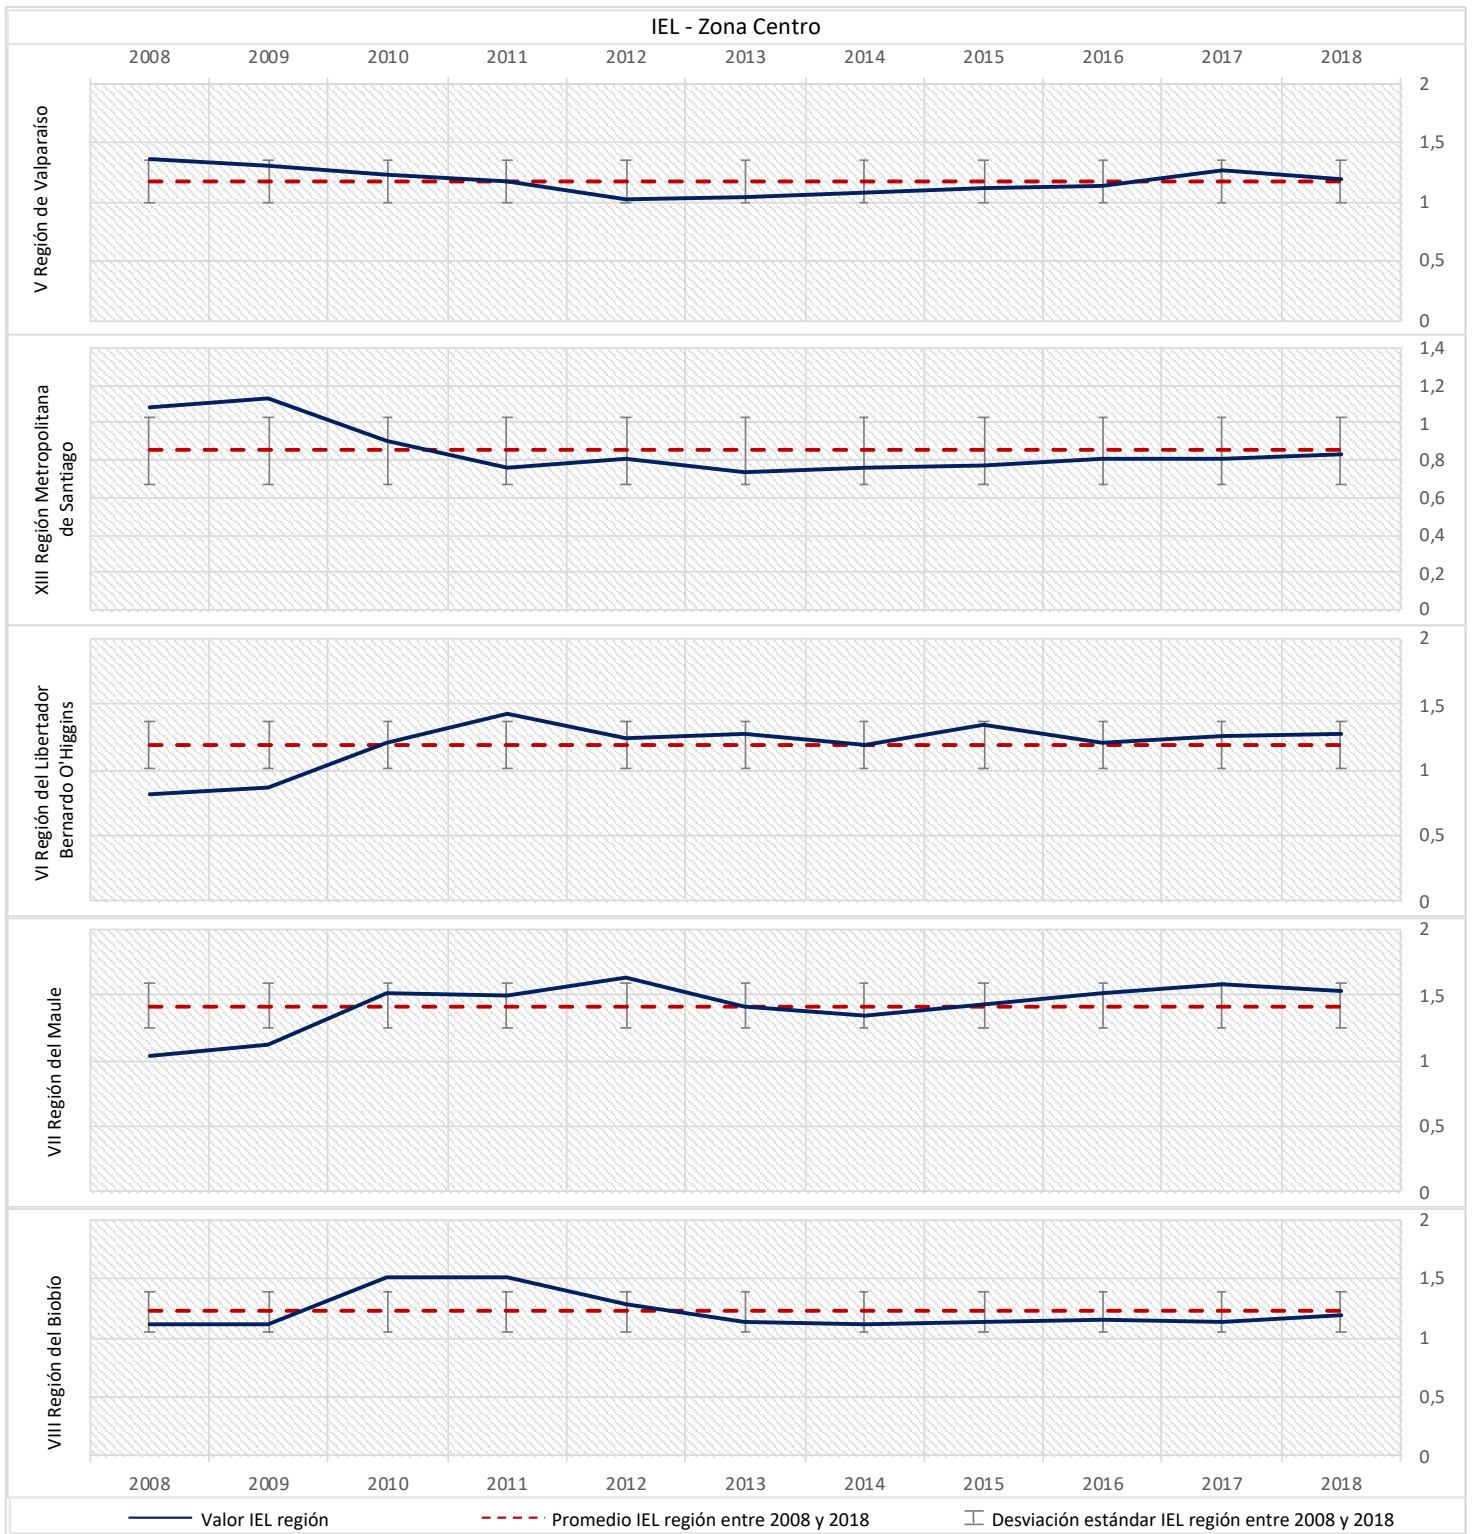 IEL - Zona Centro
2008 2009 2010 2011 2012 2013 2014 2015 2016 2017 2018
V Región de Valparaíso
2
1,5
1
0,5
0
XIII Región Metropolitana
de Santiago
1,4
1,2
1
0,8
0,6
0,4
0,2
0
VI Región del Libertador
Bernardo O'Higgins
2
1,5
1
0,5
0
VII Región del Maule
2
1,5
1
0,5
0
VIII Región del Biobío
2
1,5
1
0,5
0
2008 2009 2010 2011 2012 2013 2014 2015 2016 2017 2018
Valor IEL región Promedio IEL región entre 2008 y 2018 Desviación estándar IEL región entre 2008 y 2018